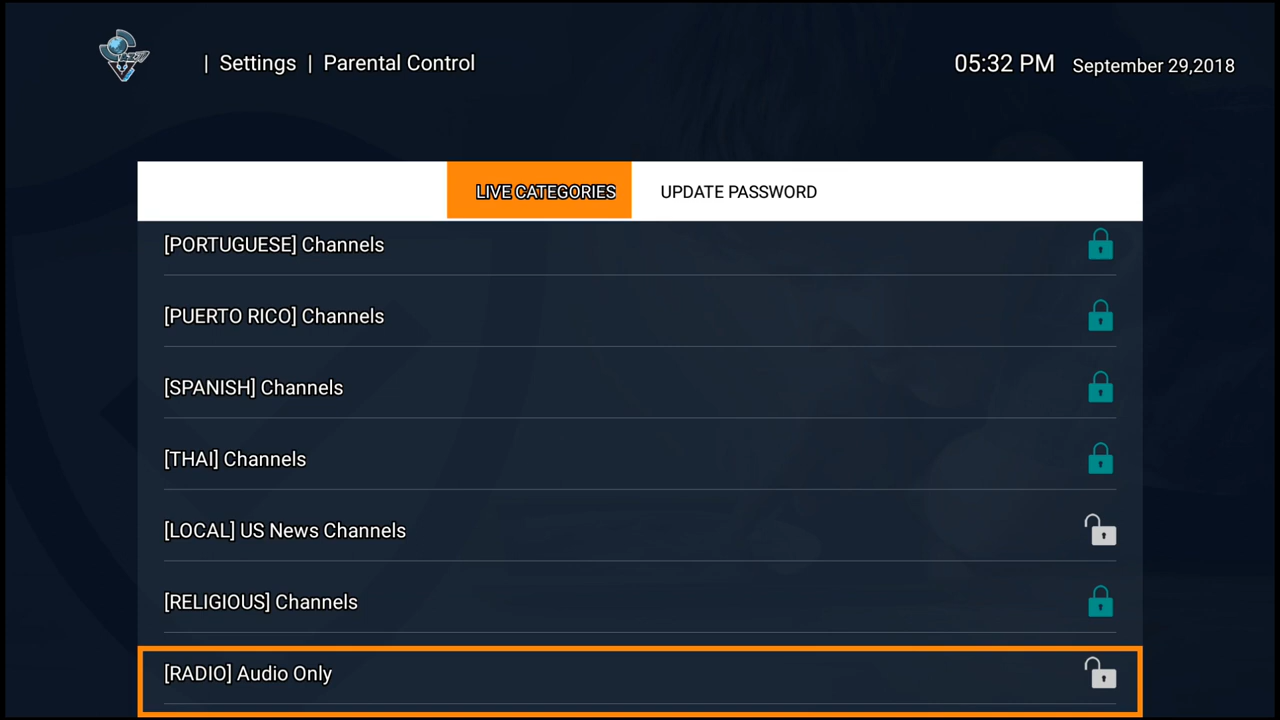 | Settings | Parental Control
05:32 PM September 29,2018
LIVE CATEGORIES UPDATE PASSWORD
[PORTUGUESE] Channels
[PUERTO RICO] Channels
[SPANISH] Channels
[THAI] Channels
[LOCAL] US News Channels
[RELIGIOUS] Channels
[RADIO] Audio Only